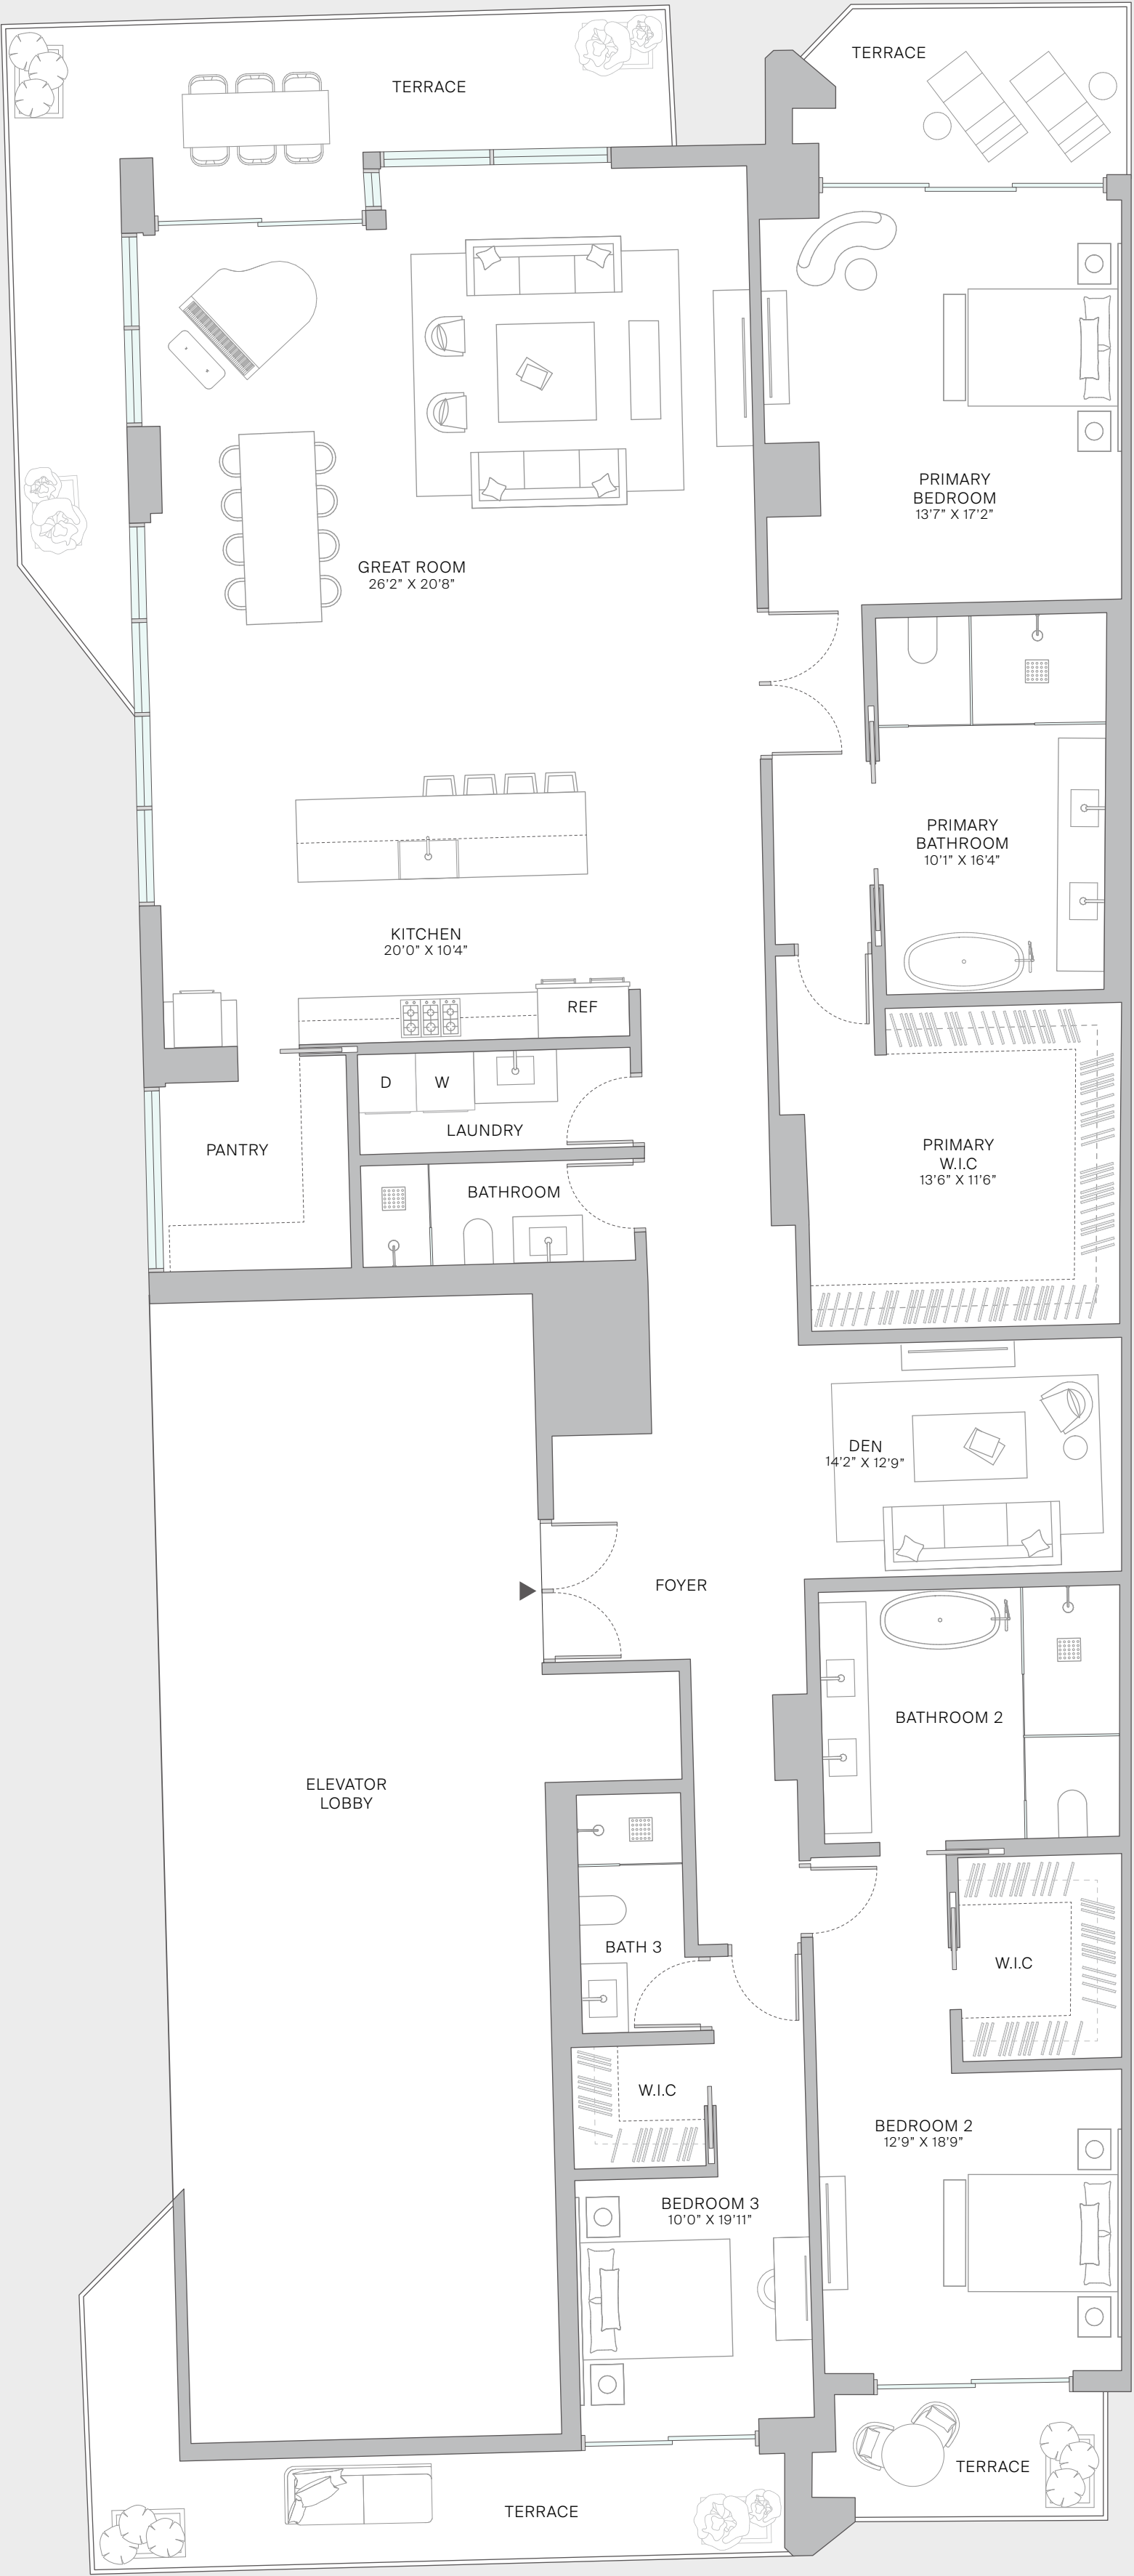 TERRACE
TERRACE
PRIMARY
BEDROOM
13'7" X 17'2"
GREAT ROOM
26'2" X 20'8"
PRIMARY
BATHROOM
10'1" X 16'4"
KITCHEN
20'0" X 10'4"
REF
D
W
LAUNDRY
PANTRY
BATHROOM
PRIMARY
W.I.C
13'6" X 11'6"
DEN
14'2" X 12'9"
FOYER
BATHROOM 2
ELEVATOR
LOBBY
BATH 3
W.I.C
W.I.C
BEDROOM 2
12'9" X 18'9"
BEDROOM 3
10'0" X 19'11"
TERRACE
TERRACE